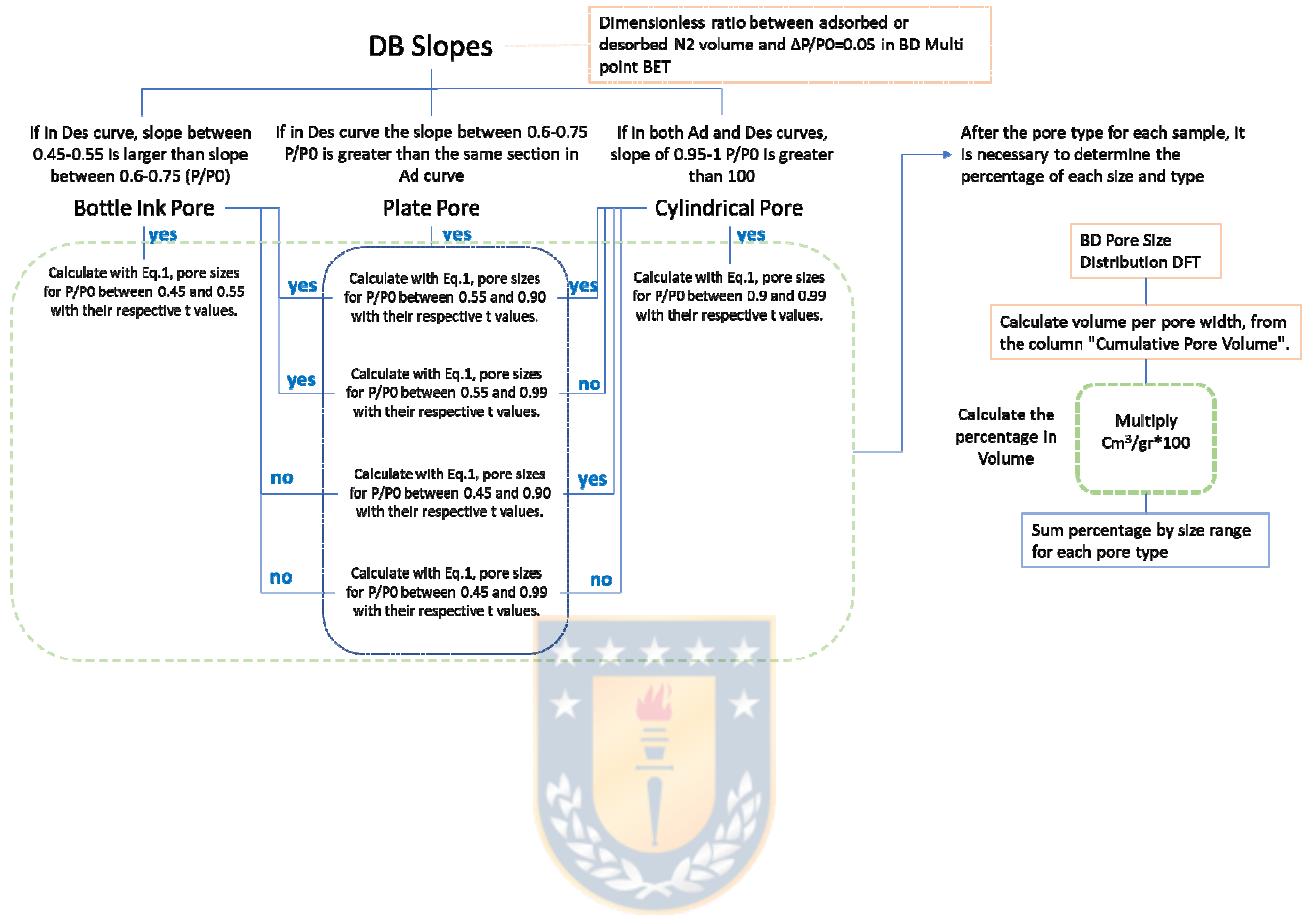 DB Slopes
Dimensionless ratio between adsorbed or
desorbed N2 volume and ΔP/P0=0.05 in BD Multi
point BET
If in Des curve, slope between
0.45-0.55 is larger than slope
between 0.6-0.75 (P/P0)
If in Des curve the slope between 0.6-0.75
P/P0 is greater than the same section in
Ad curve
If in both Ad and Des curves,
slope of 0.95-1 P/P0 is greater
than 100
After the pore type for each sample, it
is necessary to determine the
percentage of each size and type
Bottle Ink Pore
Plate Pore
Cylindrical Pore
yes
yes
yes
Calculate with Eq.1, pore sizes
for P/P0 between 0.45 and 0.55
with their respective t values.
yes
Calculate with Eq.1, pore sizes
for P/P0 between 0.55 and 0.90
with their respective t values.
yes
Calculate with Eq.1, pore sizes
for P/P0 between 0.9 and 0.99
with their respective t values.
yes
Calculate with Eq.1, pore sizes
for P/P0 between 0.55 and 0.99
with their respective t values.
no
no
Calculate with Eq.1, pore sizes
for P/P0 between 0.45 and 0.90
with their respective t values.
yes
no
Calculate with Eq.1, pore sizes
for P/P0 between 0.45 and 0.99
with their respective t values.
no
BD Pore Size
Distribution DFT
Calculate volume per pore width, from
the column "Cumulative Pore Volume".
Calculate the
percentage in
Volume
Multiply
Cm³/gr*100
Sum percentage by size range
for each pore type